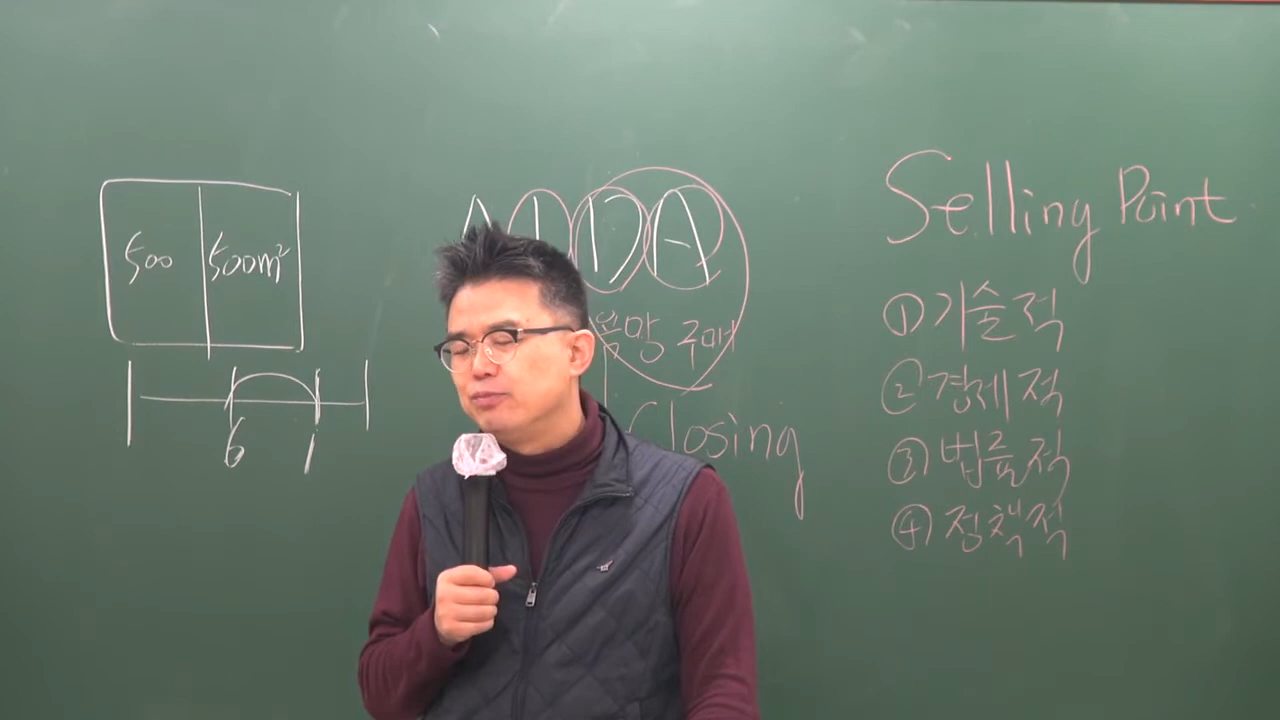 500 500m²
6 1
A I D A
욕망 구매
Closing
Selling Point
① 기술적
② 경제적
③ 법률적
④ 정책적